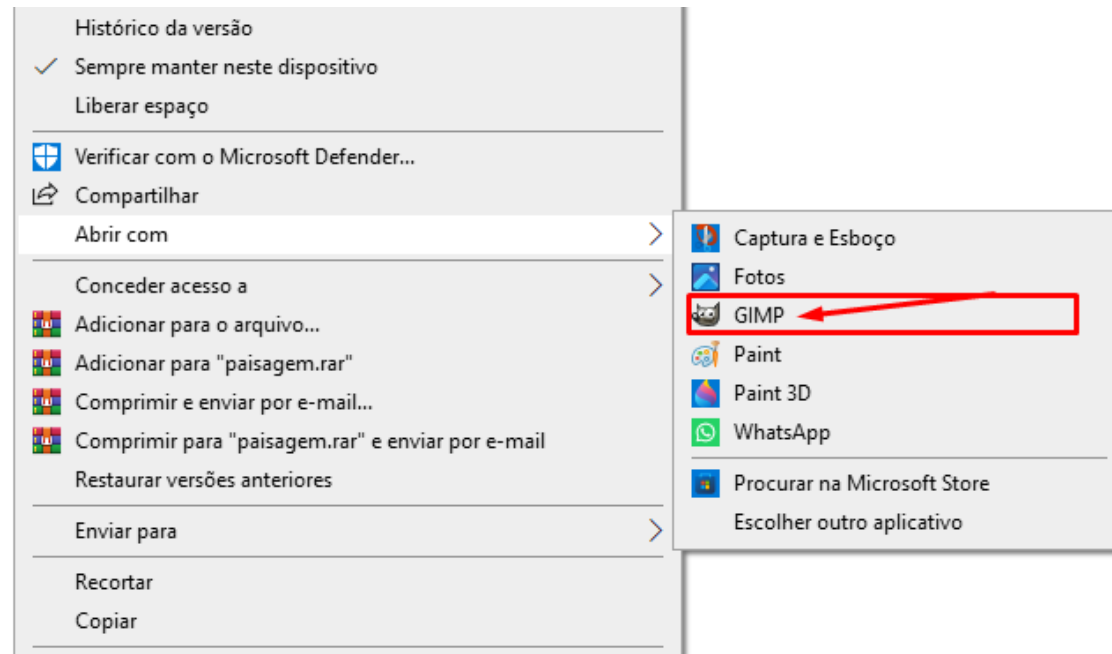 Histórico da versão
Sempre manter neste dispositivo
Liberar espaço
Verificar com o Microsoft Defender...
Compartilhar
Abrir com
Conceder acesso a
Adicionar para o arquivo...
Adicionar para "paisagem.rar"
Comprimir e enviar por e-mail...
Comprimir para "paisagem.rar" e enviar por e-mail
Restaurar versões anteriores
Enviar para
Recortar
Copiar
Captura e Esboço
Fotos
GIMP
Paint
Paint 3D
WhatsApp
Procurar na Microsoft Store
Escolher outro aplicativo